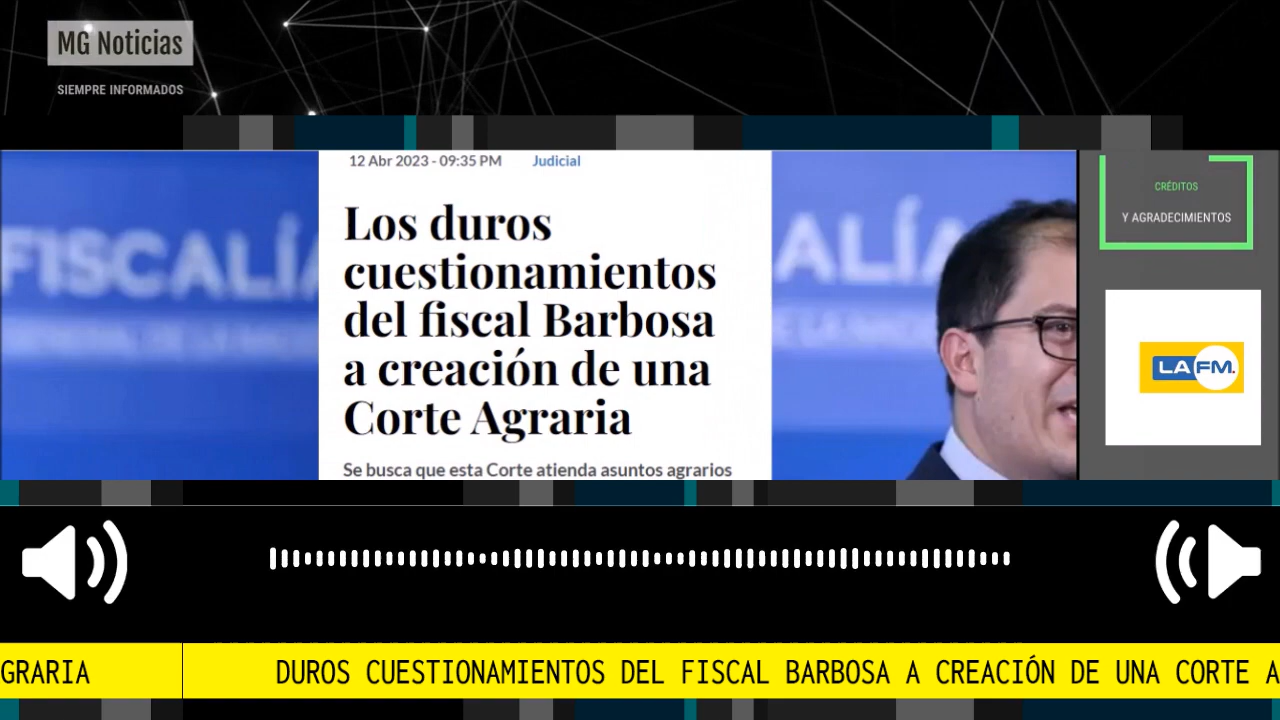 MG Noticias
SIEMPRE INFORMADOS
12 Abr 2023 - 09:35 PM Judicial
Los duros
cuestionamientos
del fiscal Barbosa
a creación de una
Corte Agraria
Se busca que esta Corte atienda asuntos agrarios
FISCALÍA
ALÍA
CRÉDITOS
Y AGRADECIMIENTOS
LA FM.
GRARIA
DUROS CUESTIONAMIENTOS DEL FISCAL BARBOSA A CREACIÓN DE UNA CORTE A